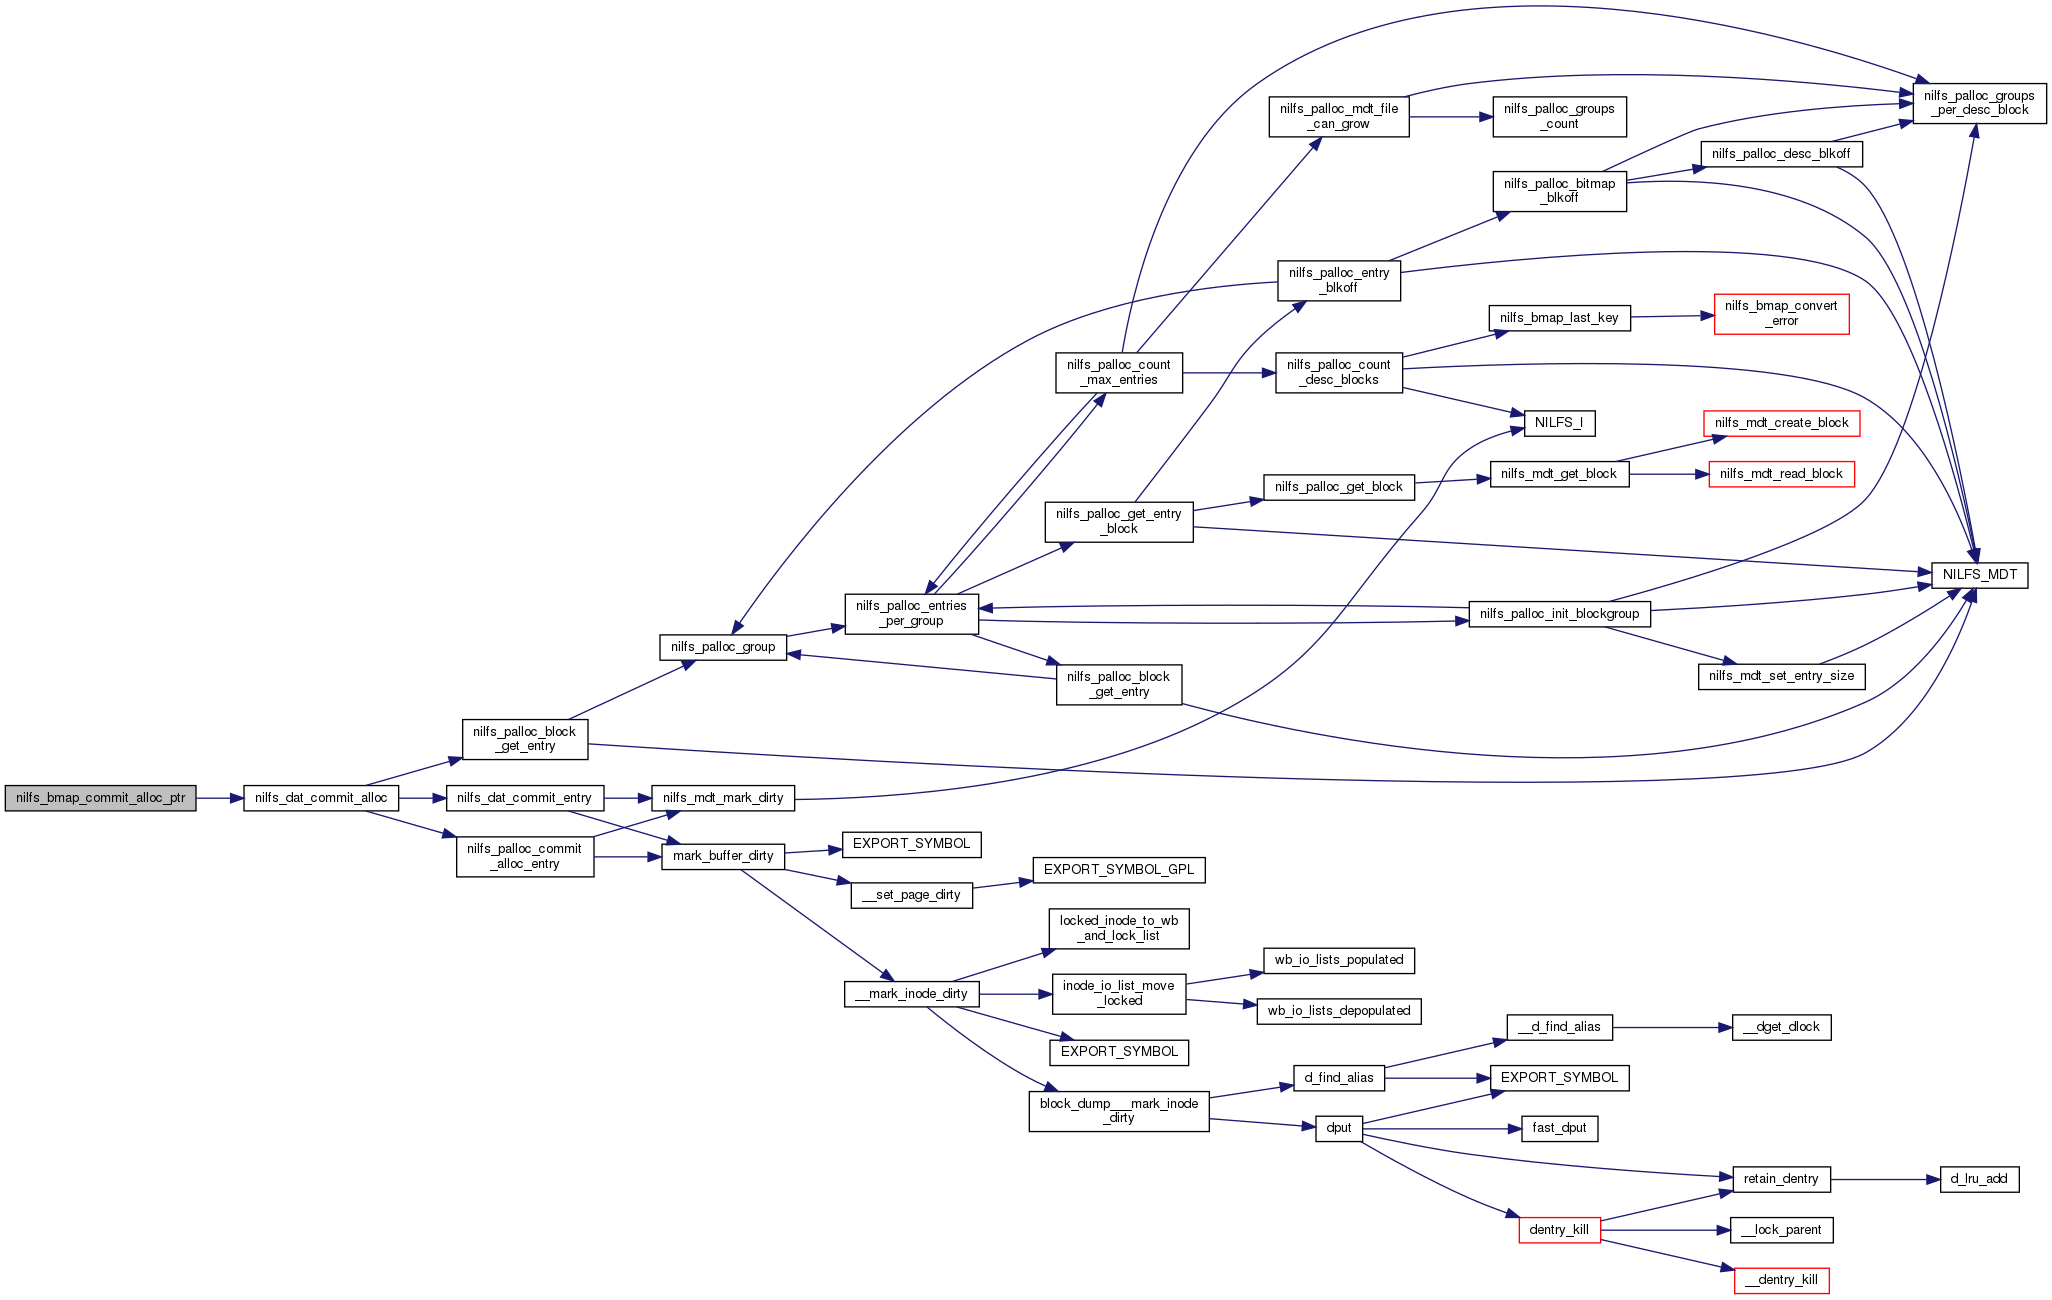 nilfs_bmap_commit_alloc_ptr
nilfs_dat_commit_alloc
nilfs_palloc_block
_get_entry
nilfs_dat_commit_entry
nilfs_palloc_commit
_alloc_entry
nilfs_palloc_group
nilfs_mdt_mark_dirty
mark_buffer_dirty
nilfs_palloc_entries
_per_group
EXPORT_SYMBOL
__set_page_dirty
__mark_inode_dirty
nilfs_palloc_count
_max_entries
nilfs_palloc_get_entry
_block
nilfs_palloc_block
_get_entry
EXPORT_SYMBOL_GPL
locked_inode_to_wb
_and_lock_list
inode_io_list_move
_locked
EXPORT_SYMBOL
block_dump___mark_inode
_dirty
nilfs_palloc_mdt_file
_can_grow
nilfs_palloc_entry
_blkoff
nilfs_palloc_count
_desc_blocks
nilfs_palloc_get_block
wb_io_lists_populated
wb_io_lists_depopulated
d_find_alias
dput
nilfs_palloc_groups
_count
nilfs_palloc_bitmap
_blkoff
nilfs_bmap_last_key
NILFS_I
nilfs_mdt_get_block
nilfs_palloc_init_blockgroup
__d_find_alias
EXPORT_SYMBOL
fast_dput
dentry_kill
nilfs_palloc_desc_blkoff
nilfs_bmap_convert
_error
nilfs_mdt_create_block
nilfs_mdt_read_block
nilfs_mdt_set_entry_size
__dget_dlock
retain_dentry
__lock_parent
__dentry_kill
nilfs_palloc_groups
_per_desc_block
NILFS_MDT
d_lru_add